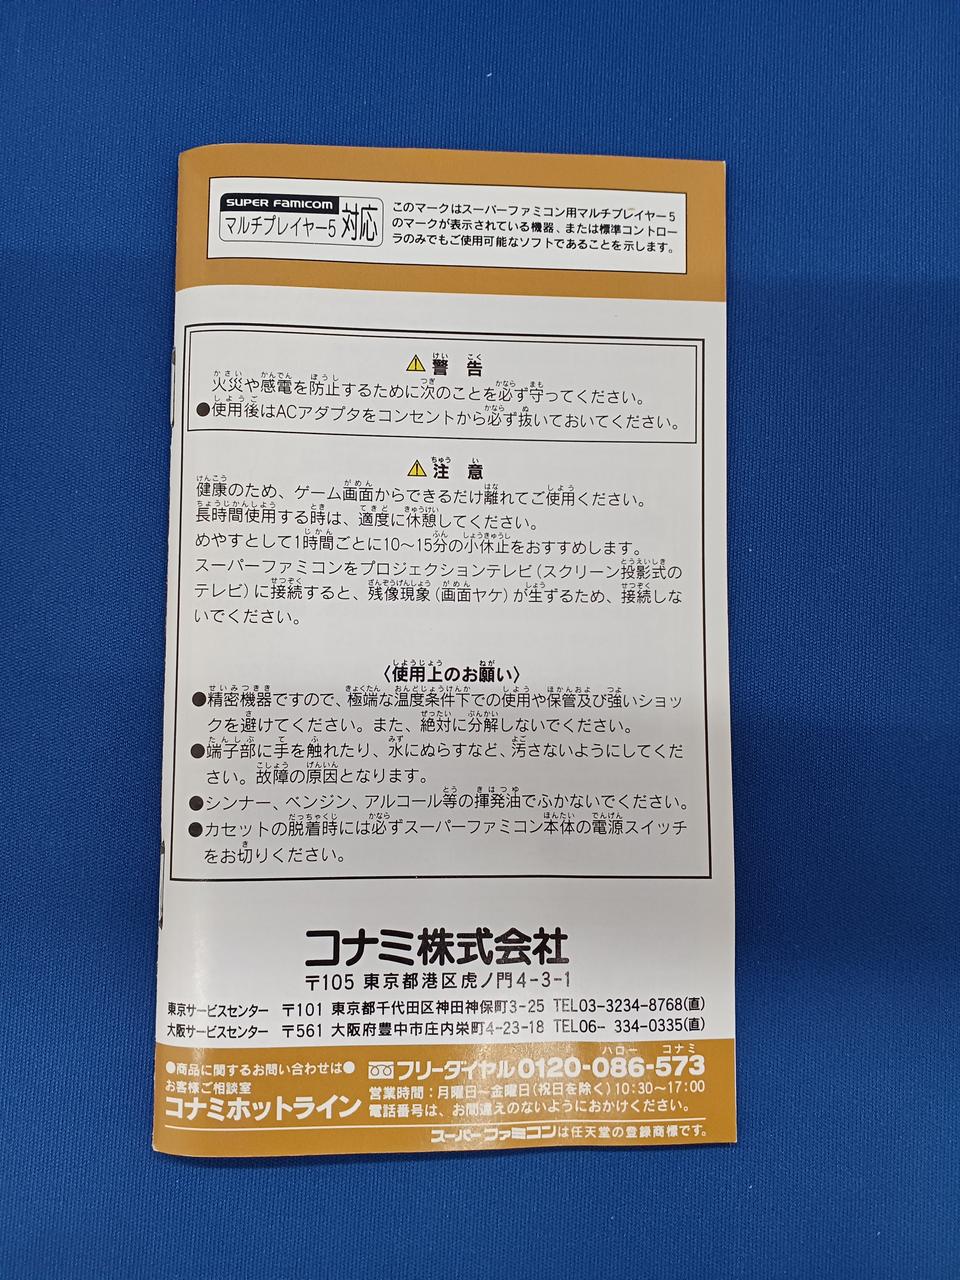 SUPER FAMICOM
マルチプレイヤー5 対応
このマークはスーパーファミコン用マルチプレイヤー5
のマークが表示されている機器、または標準コントロー
ラのみでもご使用可能なソフトであることを示します。
警告
火災や感電を防止するために次のことを必ず守ってください。
●使用後はACアダプタをコンセントから必ず抜いておいてください。
注意
健康のため、ゲーム画面からできるだけ離れてご使用ください。
長時間使用する時は、適度に休憩してください。
めやすとして1時間ごとに10〜15分の小休止をおすすめします。
スーパーファミコンをプロジェクションテレビ(スクリーン投影式の
テレビ)に接続すると、残像現象(画面ヤケ)が生ずるため、接続しな
いでください。
〈使用上のお願い〉
●精密機器ですので、極端な温度条件下での使用や保管及び強いショッ
クを避けてください。また、絶対に分解しないでください。
●端子部に手を触れたり、水にぬらすなど、汚さないようにしてくだ
さい。故障の原因となります。
●シンナー、ベンジン、アルコール等の揮発油でふかないでください。
●カセットの脱着時には必ずスーパーファミコン本体の電源スイッチ
をお切りください。
コナミ株式会社
〒105 東京都港区虎ノ門4-3-1
東京サービスセンター 〒101 東京都千代田区神田神保町3-25 TEL03-3234-8768(直)
大阪サービスセンター 〒561 大阪府豊中市庄内栄町4-23-18 TEL06- 334-0335(直)
●商品に関するお問い合わせは●
お客様ご相談室
コナミホットライン
ハロー コナミ
フリーダイヤル0120-086-573
営業時間:月曜日〜金曜日(祝日を除く)10:30〜17:00
電話番号は、お間違えのないようにおかけください。
スーパーファミコンは任天堂の登録商標です。